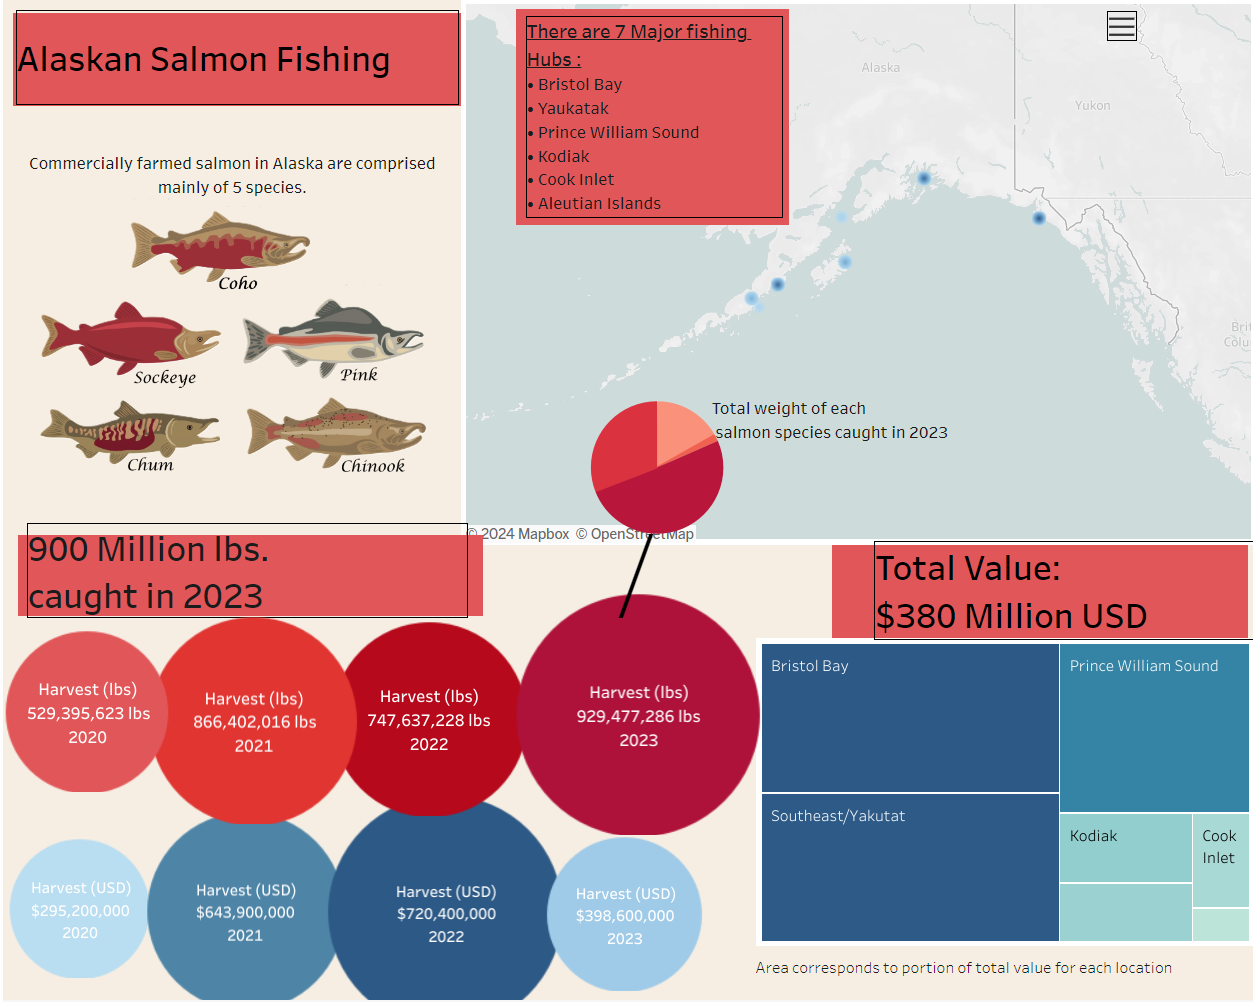 Alaskan Salmon Fishing
Commercially farmed salmon in Alaska are comprised
mainly of 5 species.
Coho
Sockeye
Pink
Chum
Chinook
There are 7 Major fishing
Hubs :
• Bristol Bay
• Yaukatak
• Prince William Sound
• Kodiak
• Cook Inlet
• Aleutian Islands
Alaska
Yukon
Brit
Colu
Total weight of each
salmon species caught in 2023
© 2024 Mapbox © OpenStreetMap
900 Million lbs.
caught in 2023
Harvest (lbs)
529,395,623 lbs
2020
Harvest (lbs)
866,402,016 lbs
2021
Harvest (lbs)
747,637,228 lbs
2022
Harvest (lbs)
929,477,286 lbs
2023
Harvest (USD)
$295,200,000
2020
Harvest (USD)
$643,900,000
2021
Harvest (USD)
$720,400,000
2022
Harvest (USD)
$398,600,000
2023
Total Value:
$380 Million USD
Bristol Bay
Prince William Sound
Southeast/Yakutat
Kodiak
Cook
Inlet
Area corresponds to portion of total value for each location